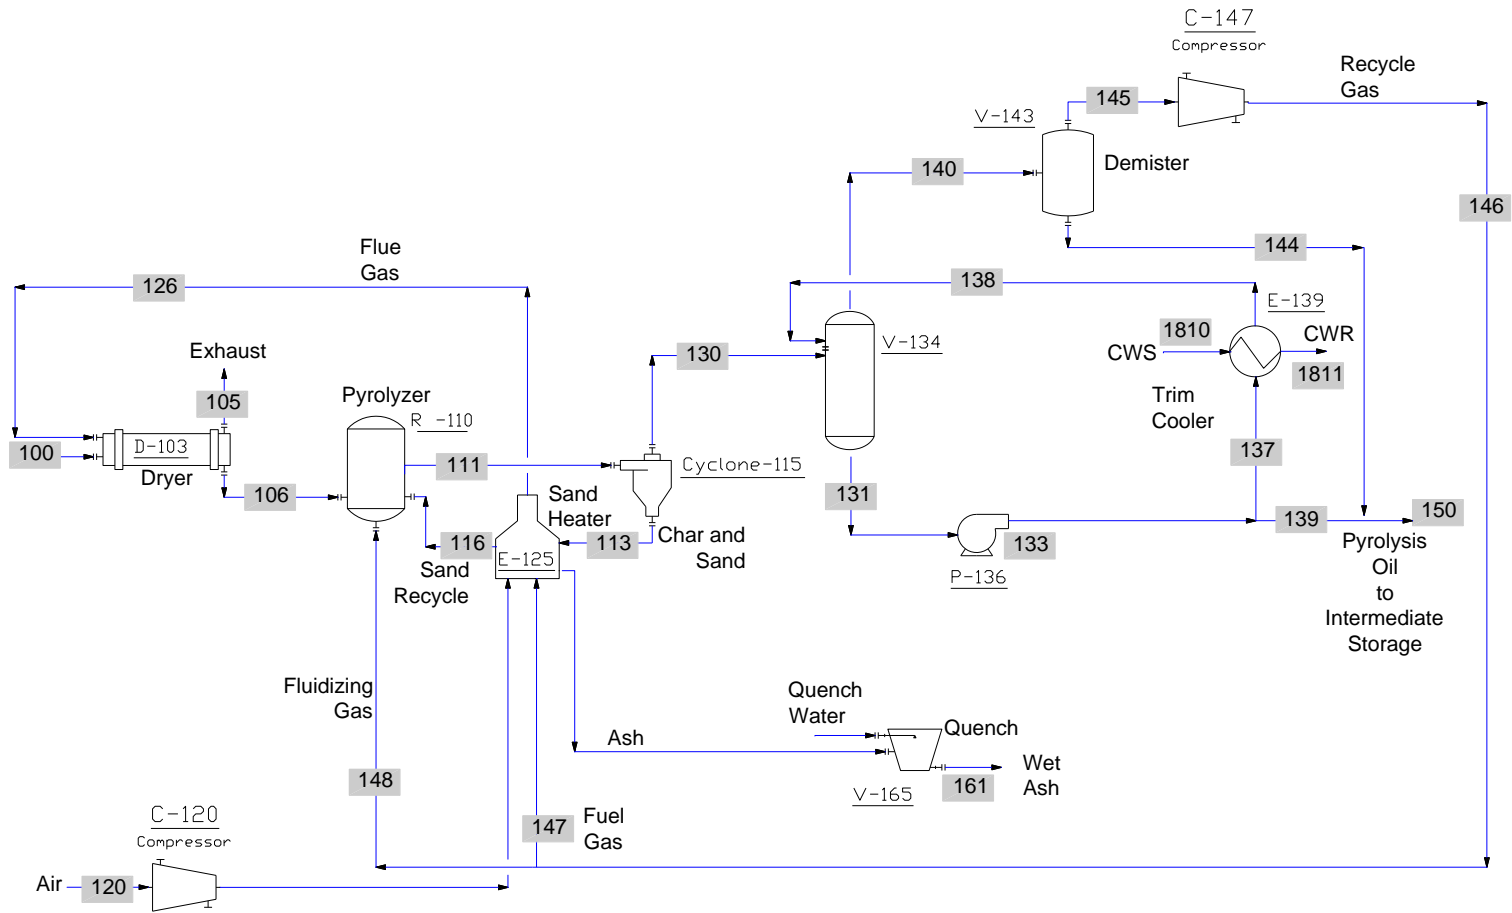 C-147
Compressor
Recycle
Gas
145
V-143
Demister
140
146
144
Flue
Gas
126
138
E-139
1810
CWR
CWS
1811
Trim
Cooler
V-134
130
Exhaust
105
Pyrolyzer
R -110
D-103
100
Dryer
111
Cyclone-115
137
106
131
Sand
Heater
Char and
Sand
116
113
E-125
Sand
Recycle
133
P-136
139
150
Pyrolysis
Oil
to
Intermediate
Storage
Fluidizing
Gas
Quench
Water
Quench
Ash
Wet
Ash
161
V-165
148
147
Fuel
Gas
C-120
Compressor
Air
120